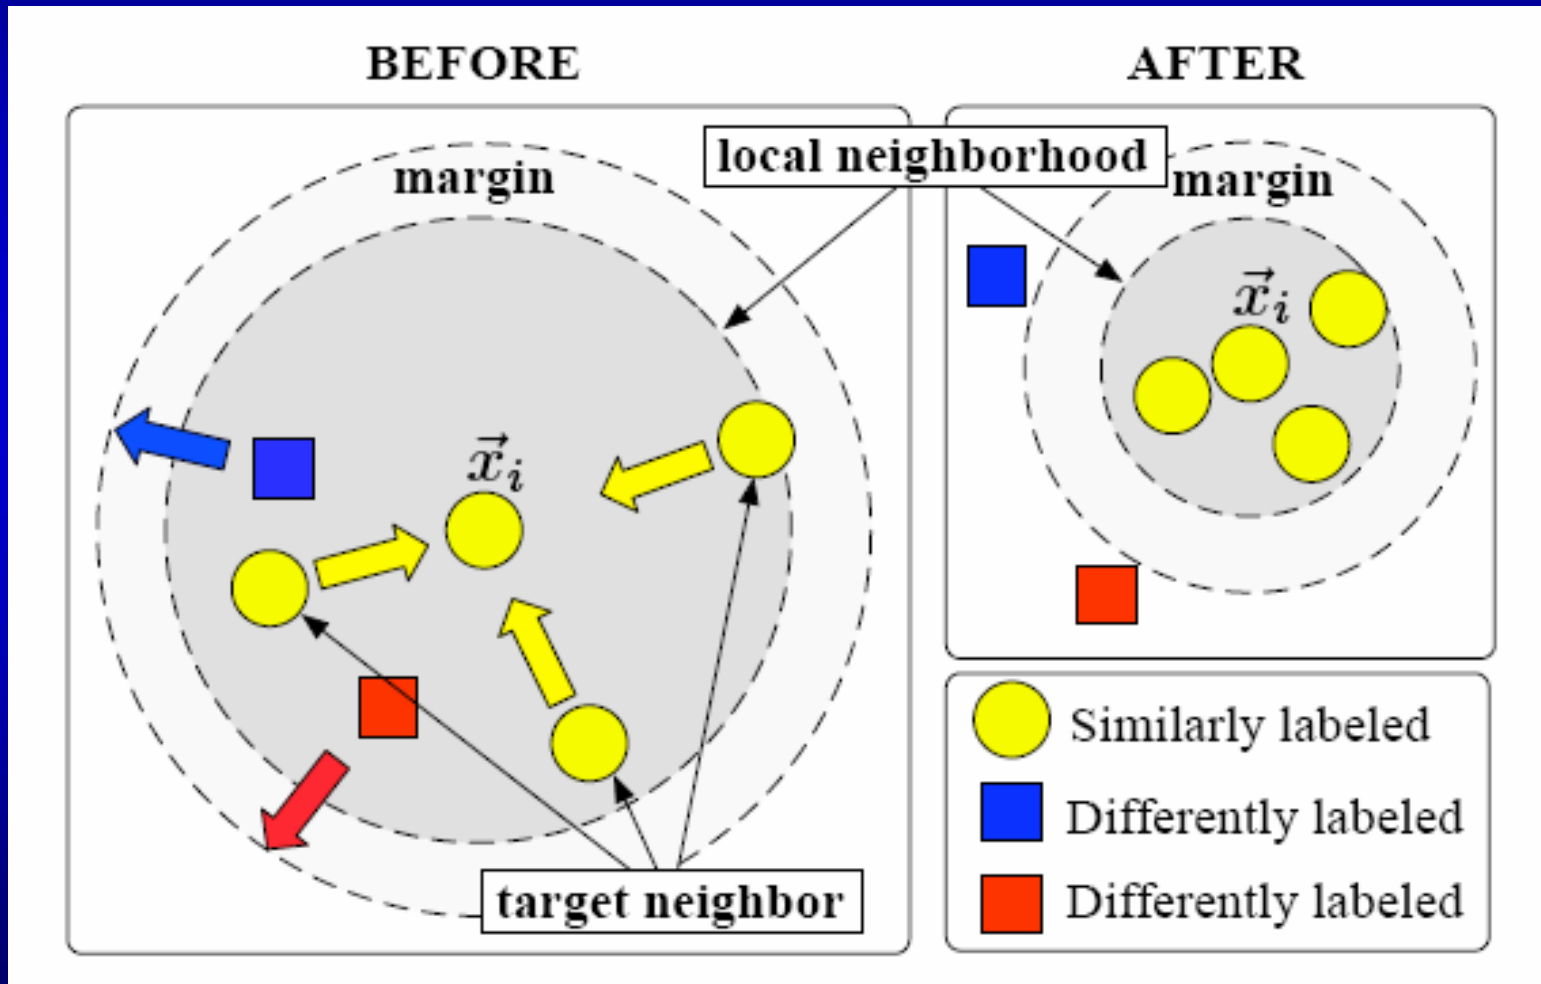 BEFORE
AFTER
local neighborhood
margin
margin
x⃗i
x⃗i
target neighbor
Similarly labeled
Differently labeled
Differently labeled